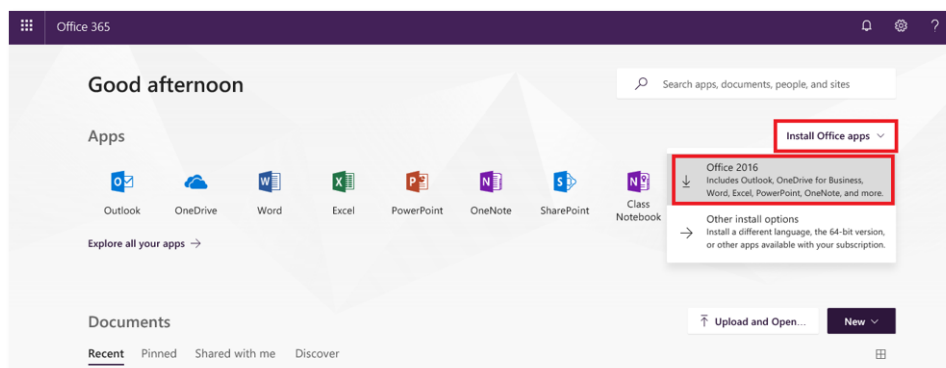 Office 365
?
Good afternoon
Search apps, documents, people, and sites
Apps
Install Office apps
Office 2016
Includes Outlook, OneDrive for Business,
Word, Excel, PowerPoint, OneNote, and more.
Outlook
OneDrive
Word
Excel
PowerPoint
OneNote
SharePoint
Class
Notebook
Other install options
Install a different language, the 64-bit version,
or other apps available with your subscription.
Explore all your apps →
Documents
Upload and Open...
New
Recent Pinned Shared with me Discover